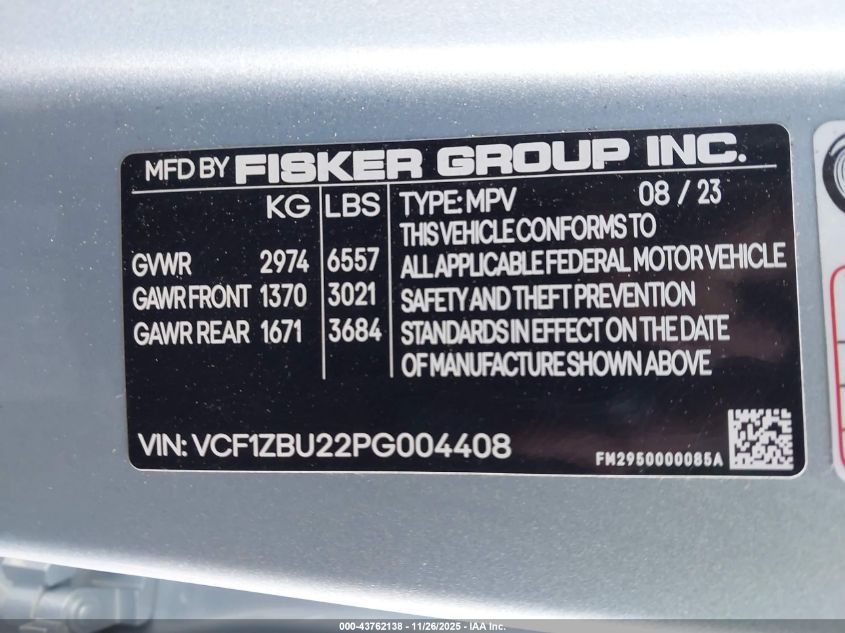 MFD BY FISKER GROUP INC.
KG LBS TYPE: MPV 08 / 23
THIS VEHICLE CONFORMS TO
GVWR 2974 6557 ALL APPLICABLE FEDERAL MOTOR VEHICLE
GAWR FRONT 1370 3021 SAFETY AND THEFT PREVENTION
GAWR REAR 1671 3684 STANDARDS IN EFFECT ON THE DATE
OF MANUFACTURE SHOWN ABOVE
VIN: VCF1ZBU22PG004408
FM2950000085A
000-43762138 - 11/26/2025 - IAA Inc.